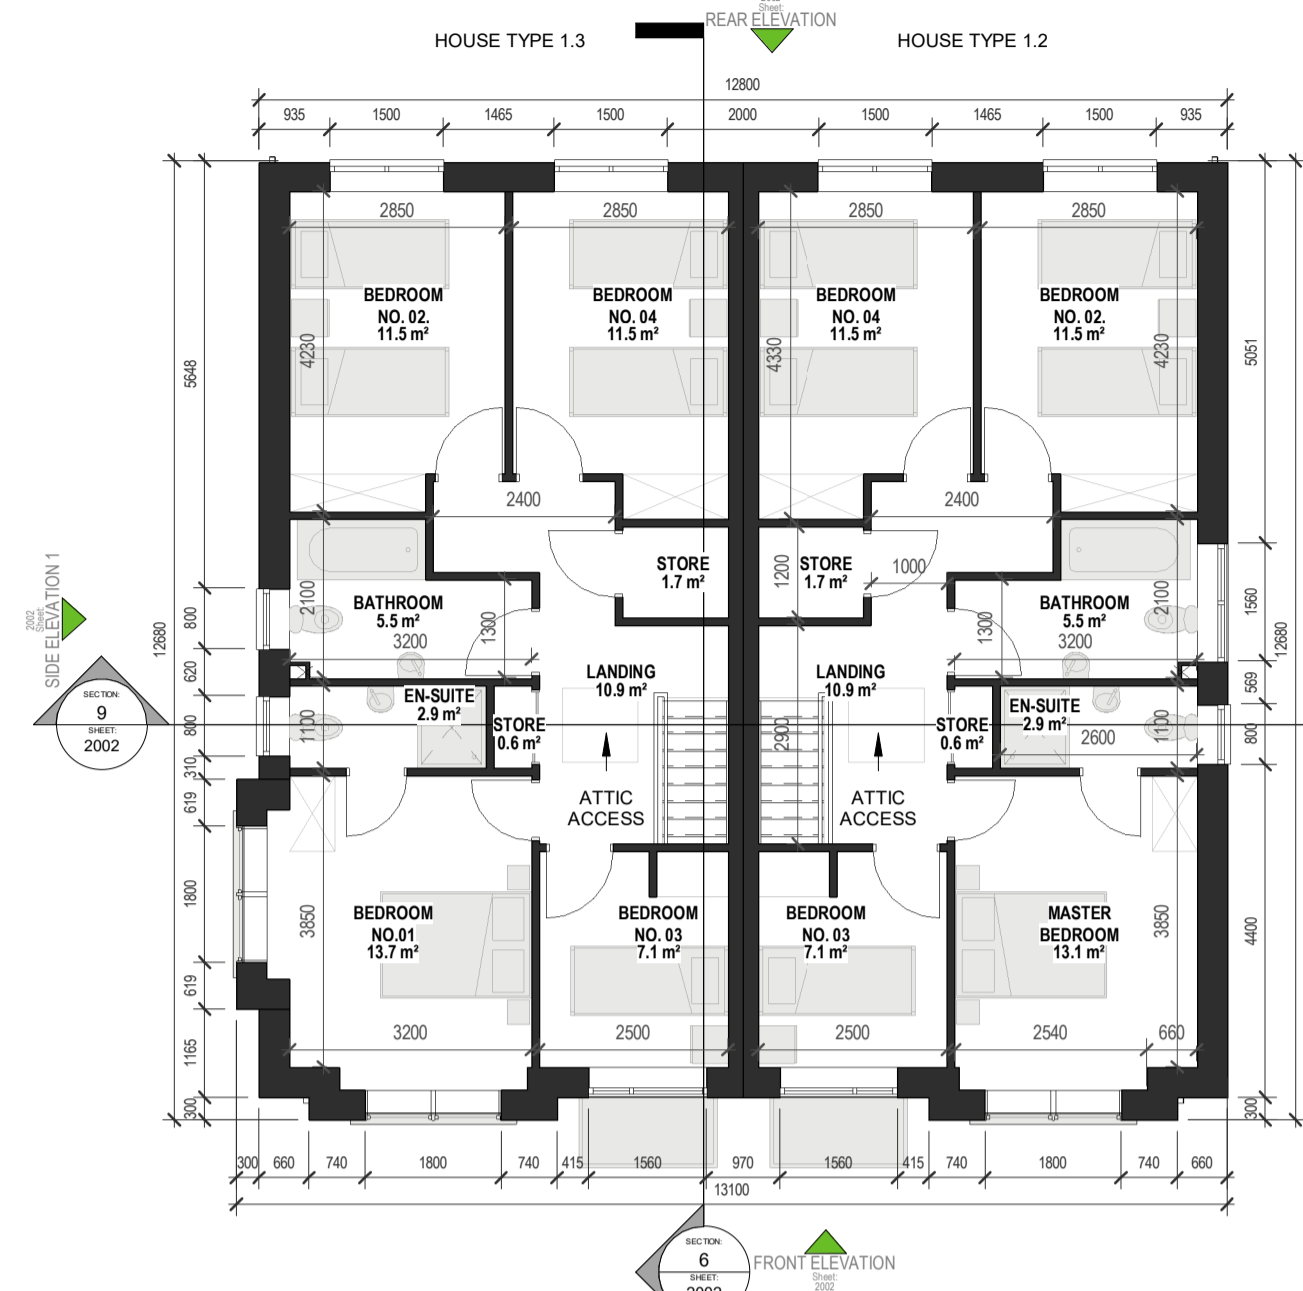 2002
Sheet:
REAR ELEVATION
HOUSE TYPE 1.3
HOUSE TYPE 1.2
12800
935 1500 1465 1500 2000 1500 1465 1500 935
2850 2850 2850 2850
BEDROOM
NO. 02.
11.5 m²
BEDROOM
NO. 04
11.5 m²
BEDROOM
NO. 04
11.5 m²
BEDROOM
NO. 02.
11.5 m²
4230
4330
4230
5648
5051
2400
2400
STORE
1.7 m²
STORE
1.7 m²
1200
1000
2100
BATHROOM
5.5 m²
3200
1300
1300
BATHROOM
5.5 m²
3200
2100
SIDE ELEVATION 1
Sheet:
2002
12680
800
620
800
310
619
1800
619
1165
300
1560
12680
569
800
4400
300
SECTION:
9
SHEET:
2002
LANDING
10.9 m²
LANDING
10.9 m²
EN-SUITE
2.9 m²
1100
STORE
0.6 m²
STORE
0.6 m²
EN-SUITE
2.9 m²
2600
1100
2900
ATTIC
ACCESS
ATTIC
ACCESS
BEDROOM
NO.01
13.7 m²
3850
BEDROOM
NO. 03
7.1 m²
BEDROOM
NO. 03
7.1 m²
MASTER
BEDROOM
13.1 m²
3850
3200 2500 2500 2540 660
300 660 740 1800 740 415 1560 970 1560 415 740 1800 740 660
13100
SECTION:
6
SHEET:
2002
FRONT ELEVATION
Sheet:
2002